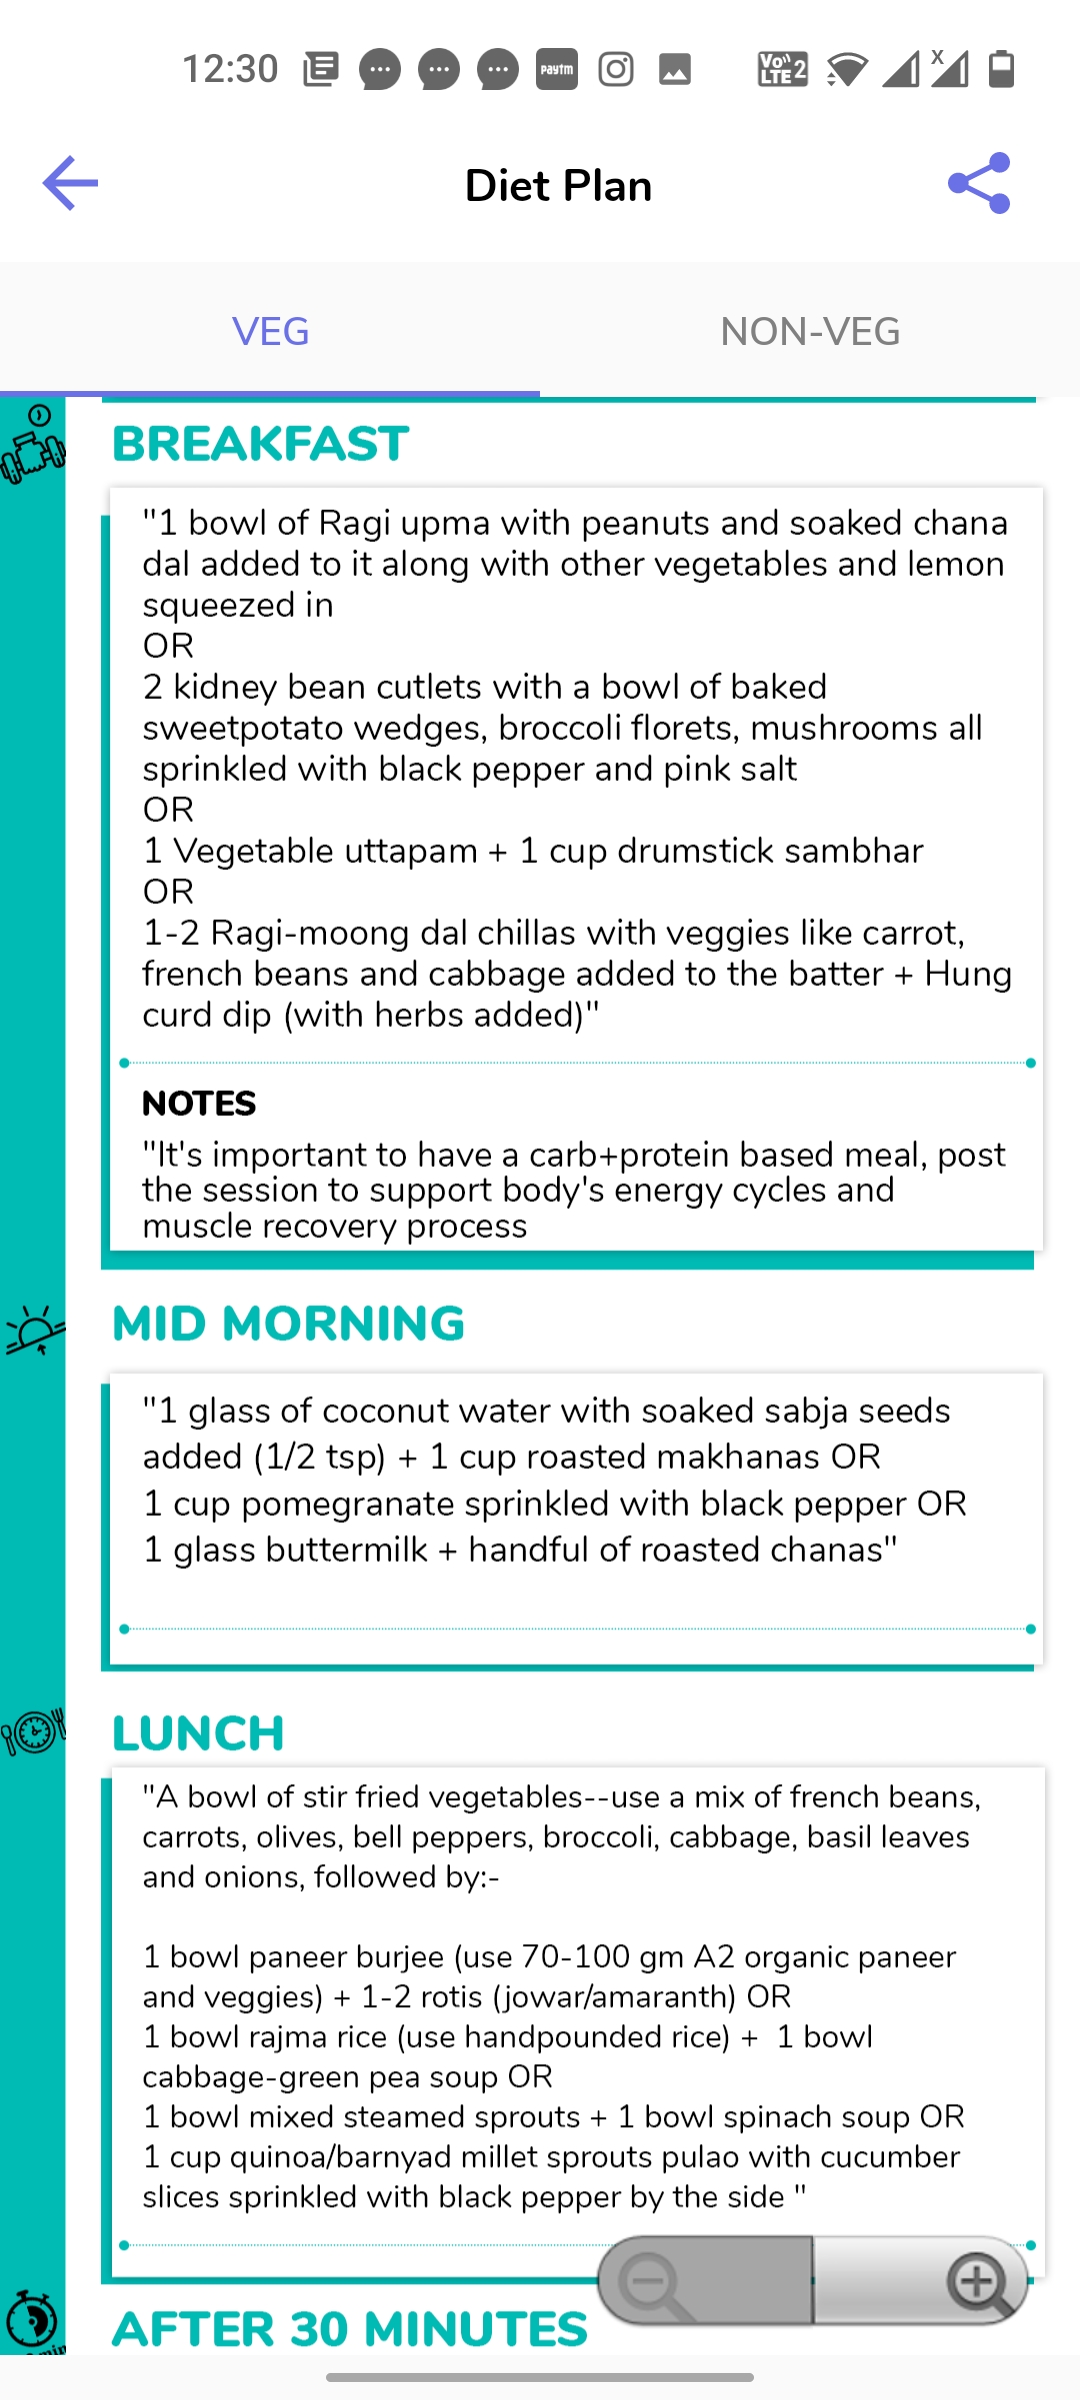 12:30
paytm
Vo)) LTE 2
x
Diet Plan
VEG
NON-VEG
BREAKFAST
"1 bowl of Ragi upma with peanuts and soaked chana
dal added to it along with other vegetables and lemon
squeezed in
OR
2 kidney bean cutlets with a bowl of baked
sweetpotato wedges, broccoli florets, mushrooms all
sprinkled with black pepper and pink salt
OR
1 Vegetable uttapam + 1 cup drumstick sambhar
OR
1-2 Ragi-moong dal chillas with veggies like carrot,
french beans and cabbage added to the batter + Hung
curd dip (with herbs added)"
NOTES
"It's important to have a carb+protein based meal, post
the session to support body's energy cycles and
muscle recovery process
MID MORNING
"1 glass of coconut water with soaked sabja seeds
added (1/2 tsp) + 1 cup roasted makhanas OR
1 cup pomegranate sprinkled with black pepper OR
1 glass buttermilk + handful of roasted chanas"
LUNCH
"A bowl of stir fried vegetables--use a mix of french beans,
carrots, olives, bell peppers, broccoli, cabbage, basil leaves
and onions, followed by:-
1 bowl paneer burjee (use 70-100 gm A2 organic paneer
and veggies) + 1-2 rotis (jowar/amaranth) OR
1 bowl rajma rice (use handpounded rice) +  1 bowl
cabbage-green pea soup OR
1 bowl mixed steamed sprouts + 1 bowl spinach soup OR
1 cup quinoa/barnyad millet sprouts pulao with cucumber
slices sprinkled with black pepper by the side "
AFTER 30 MINUTES